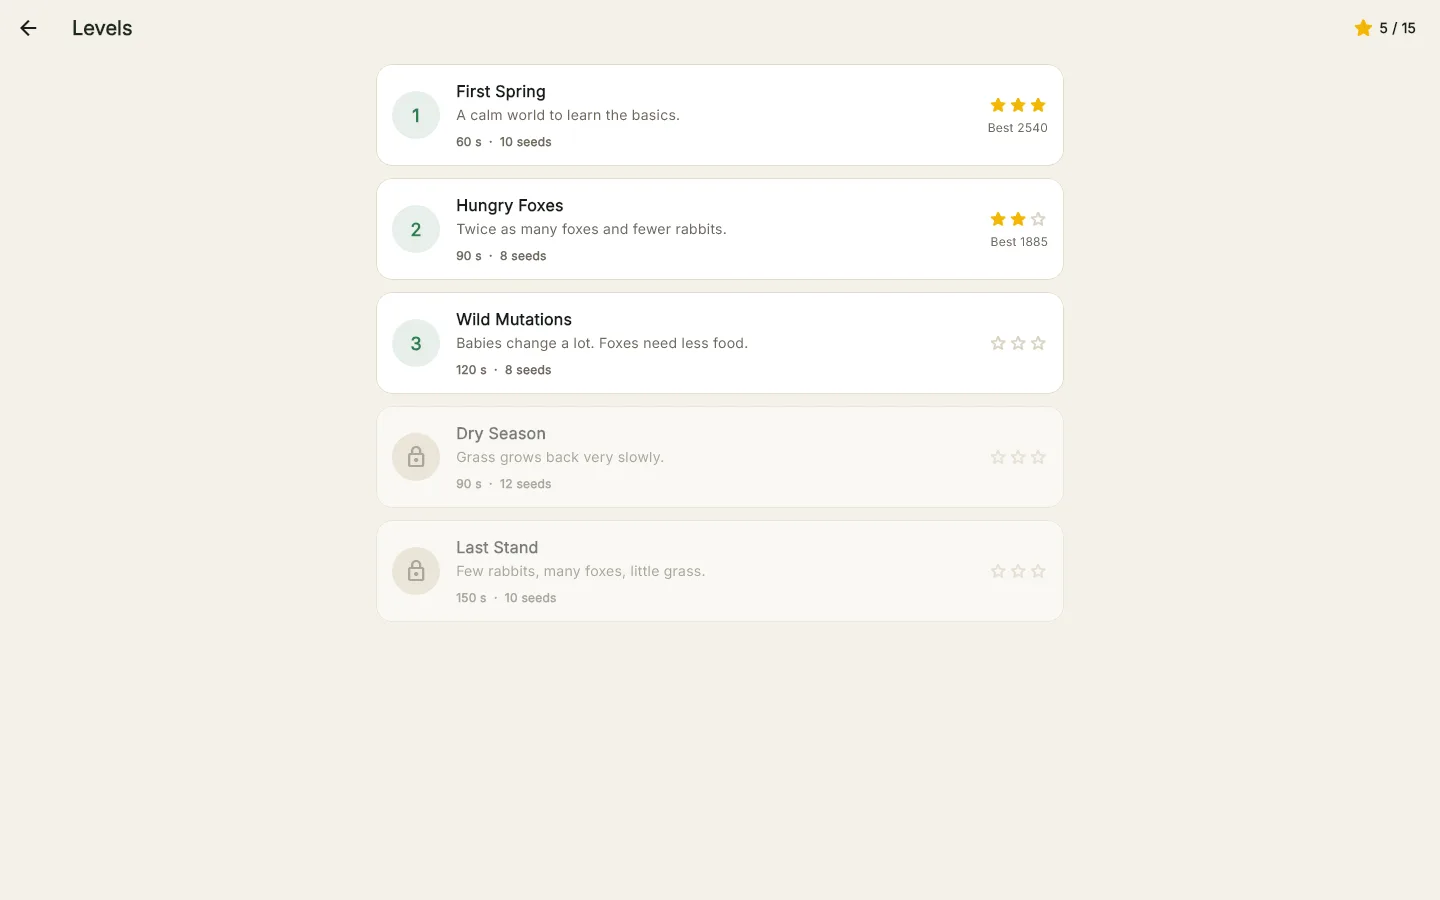 Levels
5 / 15
1
First Spring
A calm world to learn the basics.
60 s · 10 seeds
Best 2540
2
Hungry Foxes
Twice as many foxes and fewer rabbits.
90 s · 8 seeds
Best 1885
3
Wild Mutations
Babies change a lot. Foxes need less food.
120 s · 8 seeds
Dry Season
Grass grows back very slowly.
90 s · 12 seeds
Last Stand
Few rabbits, many foxes, little grass.
150 s · 10 seeds